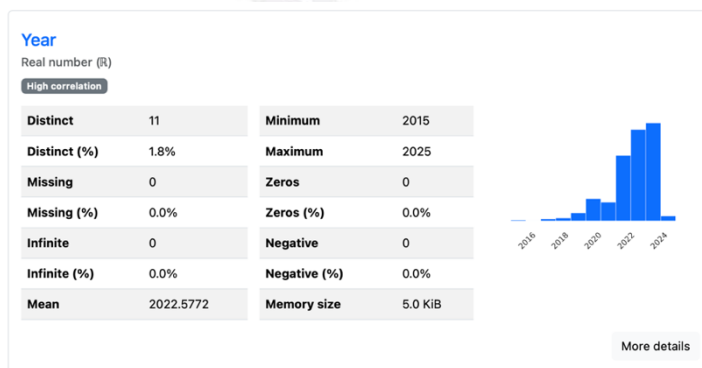 Year
Real number (ℝ)
High correlation
Distinct 11 Minimum 2015
Distinct (%) 1.8% Maximum 2025
Missing 0 Zeros 0
Missing (%) 0.0% Zeros (%) 0.0%
Infinite 0 Negative 0
Infinite (%) 0.0% Negative (%) 0.0%
Mean 2022.5772 Memory size 5.0 KiB
2016 2018 2020 2022 2024
More details